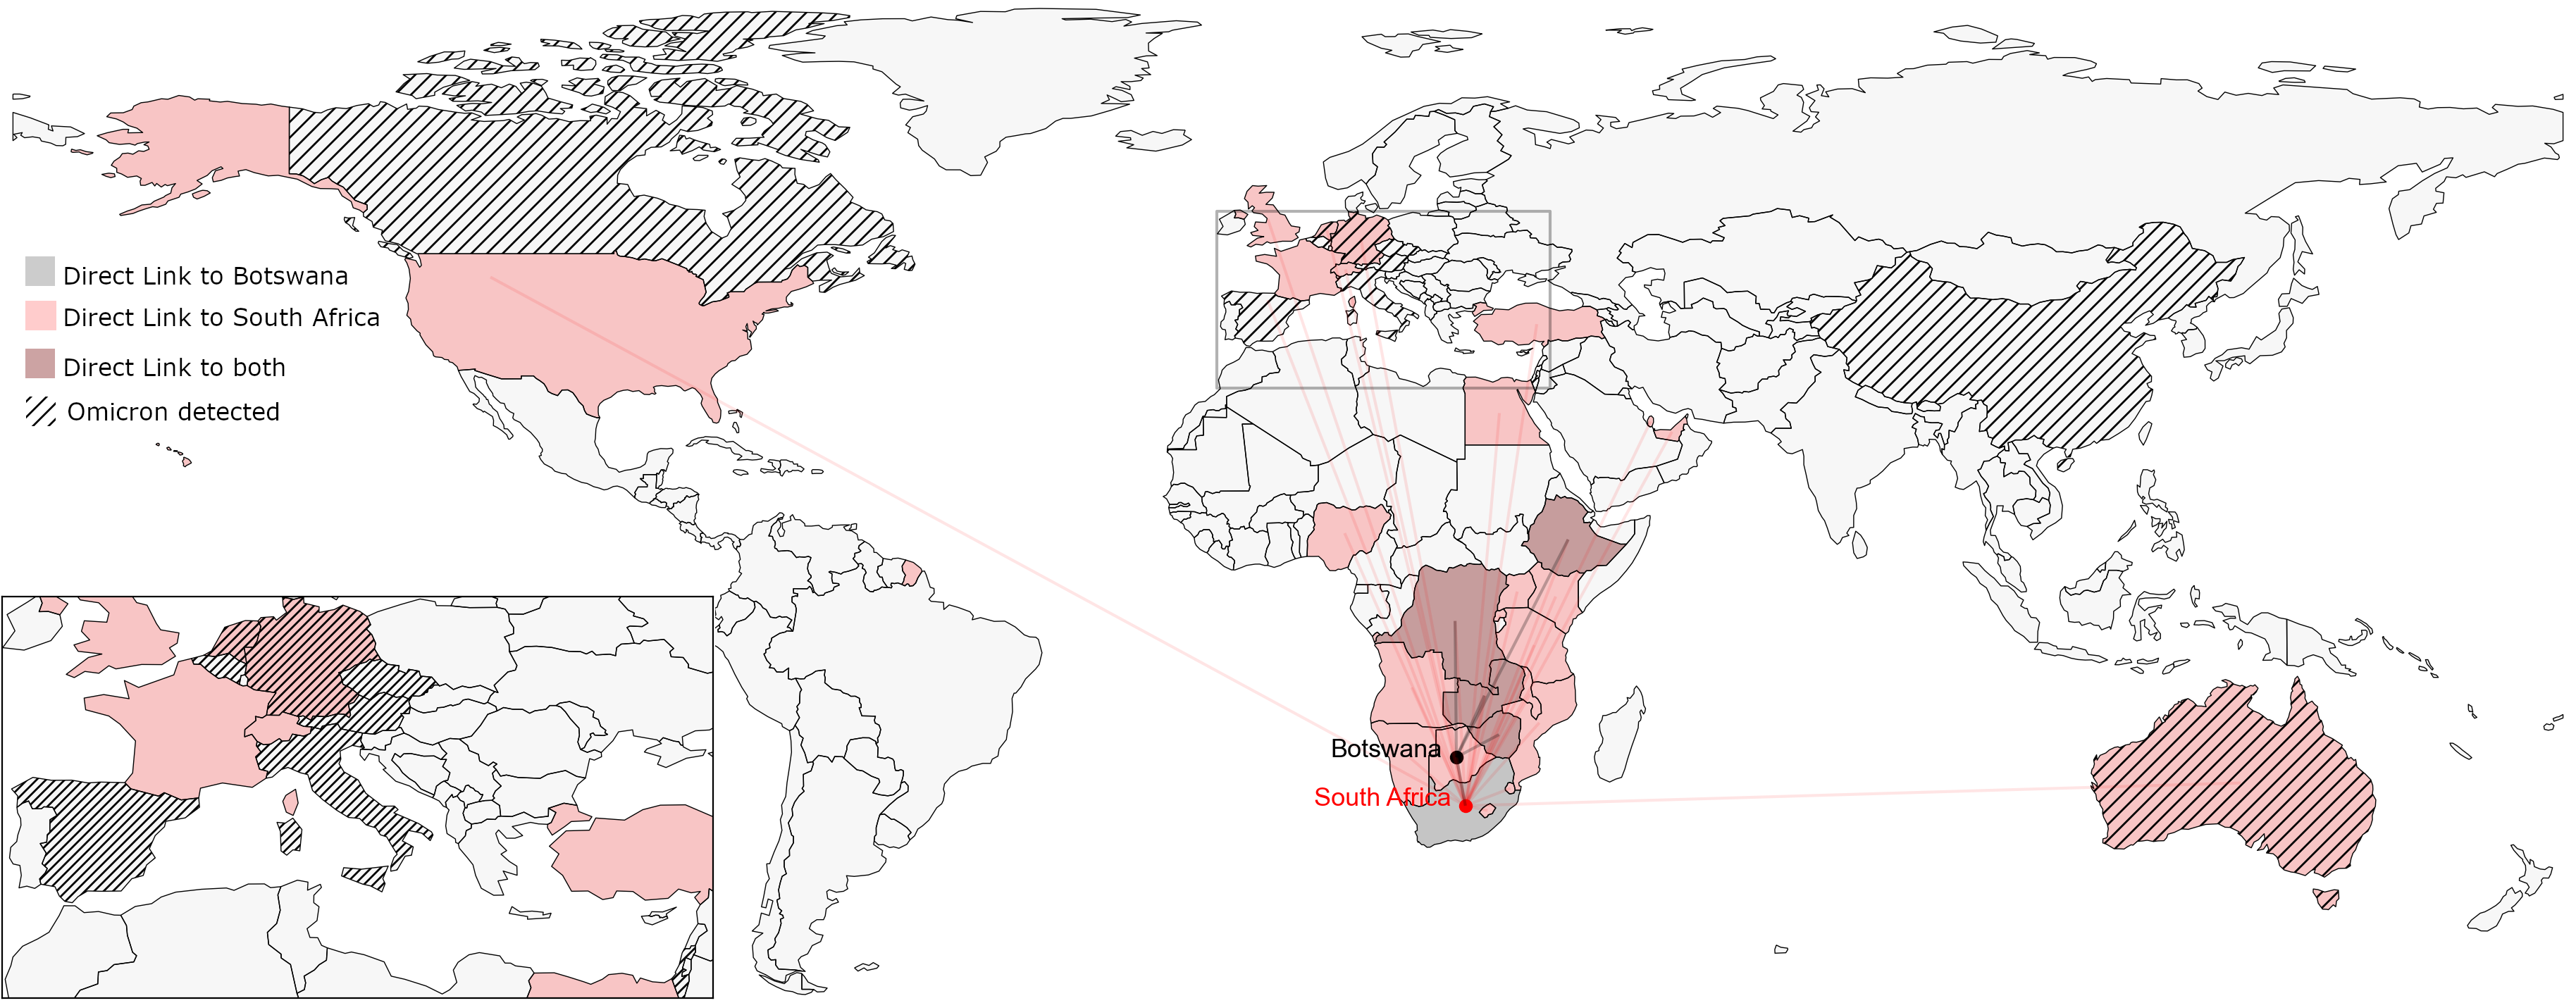 Direct Link to Botswana
Direct Link to South Africa
Direct Link to both
Omicron detected
Botswana
South Africa